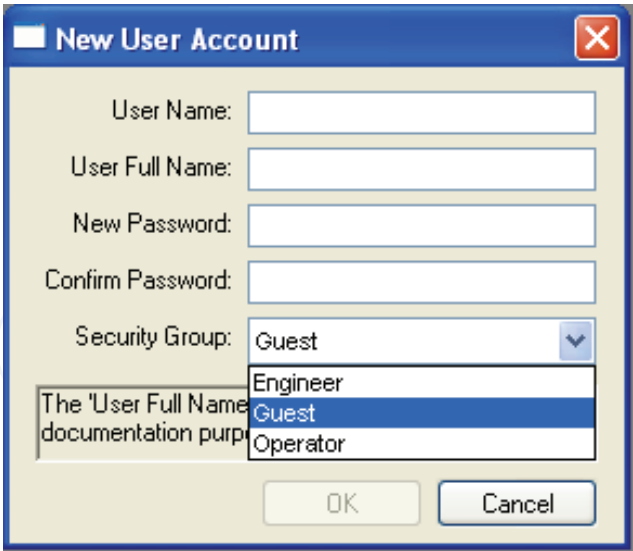 New User Account
User Name:
User Full Name:
New Password:
Confirm Password:
Security Group: Guest
Engineer
Guest
Operator
The 'User Full Name
documentation purp
OK Cancel